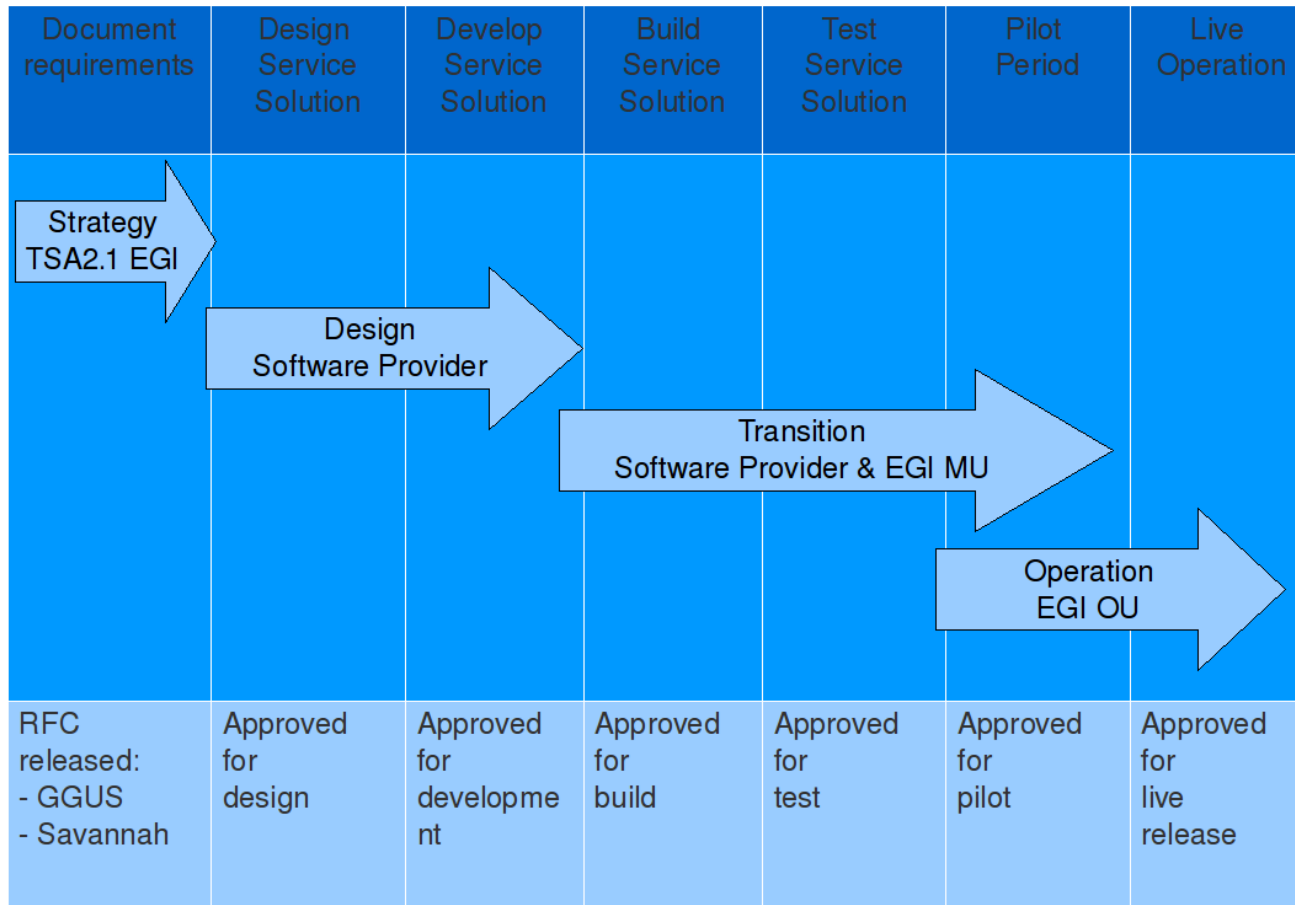 Document
requirements
Design
Service
Solution
Develop
Service
Solution
Build
Service
Solution
Test
Service
Solution
Pilot
Period
Live
Operation
Strategy
TSA2.1 EGI
Design
Software Provider
Transition
Software Provider & EGI MU
Operation
EGI OU
RFC
released:
- GGUS
- Savannah
Approved
for
design
Approved
for
developme
nt
Approved
for
build
Approved
for
test
Approved
for
pilot
Approved
for
live
release